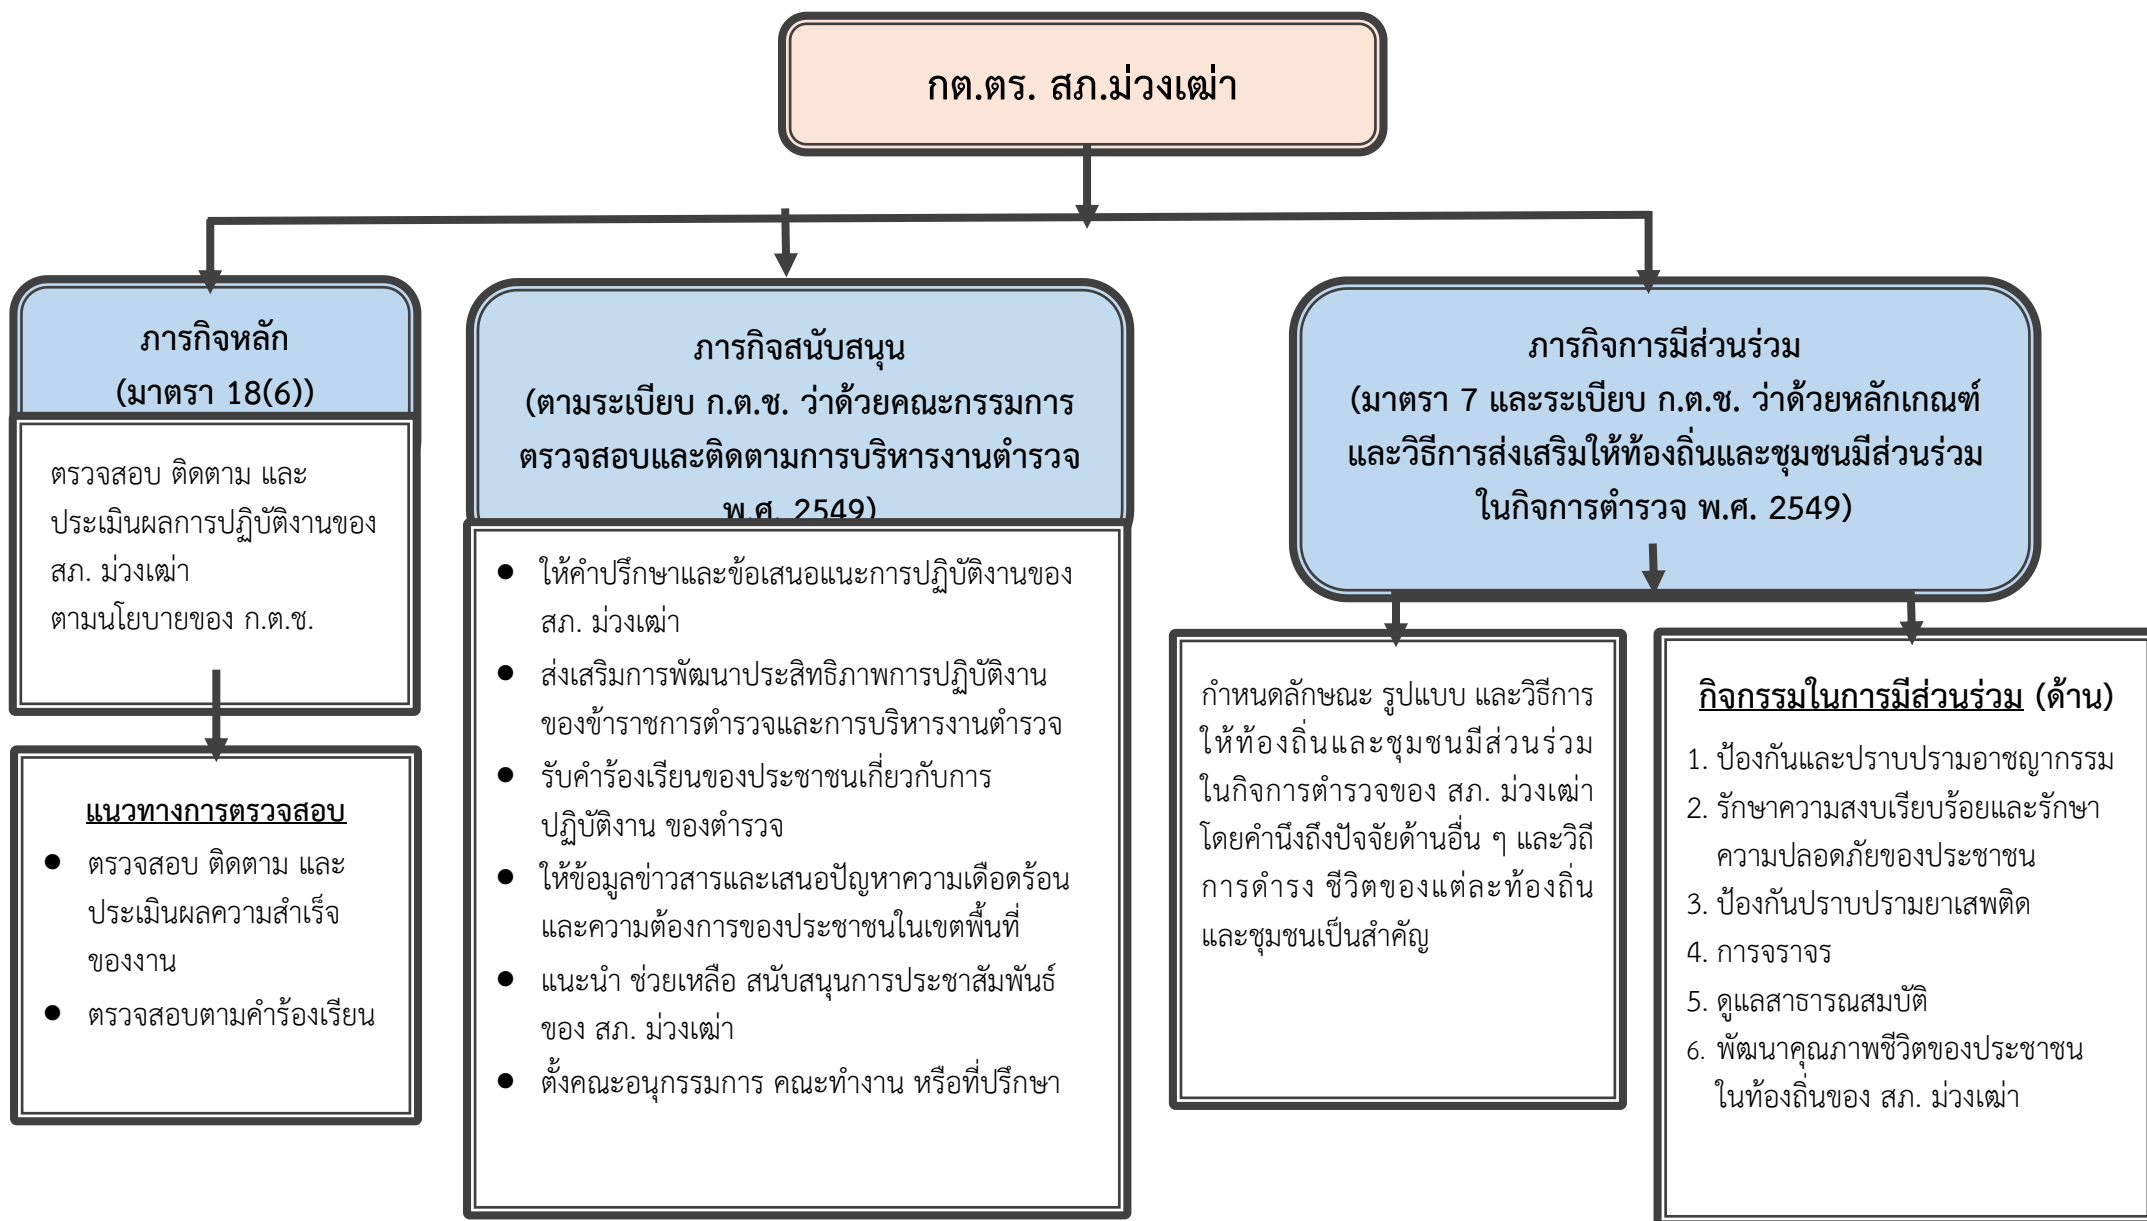 กต.ตร. สภ.ม่วงเฒ่า
ภารกิจหลัก
(มาตรา 18(6))
ตรวจสอบ ติดตาม และ
ประเมินผลการปฏิบัติงานของ
สภ. ม่วงเฒ่า
ตามนโยบายของ ก.ต.ช.
แนวทางการตรวจสอบ
● ตรวจสอบ ติดตาม และ
ประเมินผลความสำเร็จ
ของงาน
● ตรวจสอบตามคำร้องเรียน
ภารกิจสนับสนุน
(ตามระเบียบ ก.ต.ช. ว่าด้วยคณะกรรมการ
ตรวจสอบและติดตามการบริหารงานตำรวจ
พ.ศ. 2549)
● ให้คำปรึกษาและข้อเสนอแนะการปฏิบัติงานของ
สภ. ม่วงเฒ่า
● ส่งเสริมการพัฒนาประสิทธิภาพการปฏิบัติงาน
ของข้าราชการตำรวจและการบริหารงานตำรวจ
● รับคำร้องเรียนของประชาชนเกี่ยวกับการ
ปฏิบัติงาน ของตำรวจ
● ให้ข้อมูลข่าวสารและเสนอปัญหาความเดือดร้อน
และความต้องการของประชาชนในเขตพื้นที่
● แนะนำ ช่วยเหลือ สนับสนุนการประชาสัมพันธ์
ของ สภ. ม่วงเฒ่า
● ตั้งคณะอนุกรรมการ คณะทำงาน หรือที่ปรึกษา
ภารกิจการมีส่วนร่วม
(มาตรา 7 และระเบียบ ก.ต.ช. ว่าด้วยหลักเกณฑ์
และวิธีการส่งเสริมให้ท้องถิ่นและชุมชนมีส่วนร่วม
ในกิจการตำรวจ พ.ศ. 2549)
กำหนดลักษณะ รูปแบบ และวิธีการ
ให้ท้องถิ่นและชุมชนมีส่วนร่วม
ในกิจการตำรวจของ สภ. ม่วงเฒ่า
โดยคำนึงถึงปัจจัยด้านอื่น ๆ และวิถี
การดำรง ชีวิตของแต่ละท้องถิ่น
และชุมชนเป็นสำคัญ
กิจกรรมในการมีส่วนร่วม (ด้าน)
1. ป้องกันและปราบปรามอาชญากรรม
2. รักษาความสงบเรียบร้อยและรักษา
ความปลอดภัยของประชาชน
3. ป้องกันปราบปรามยาเสพติด
4. การจราจร
5. ดูแลสาธารณสมบัติ
6. พัฒนาคุณภาพชีวิตของประชาชน
ในท้องถิ่นของ สภ. ม่วงเฒ่า